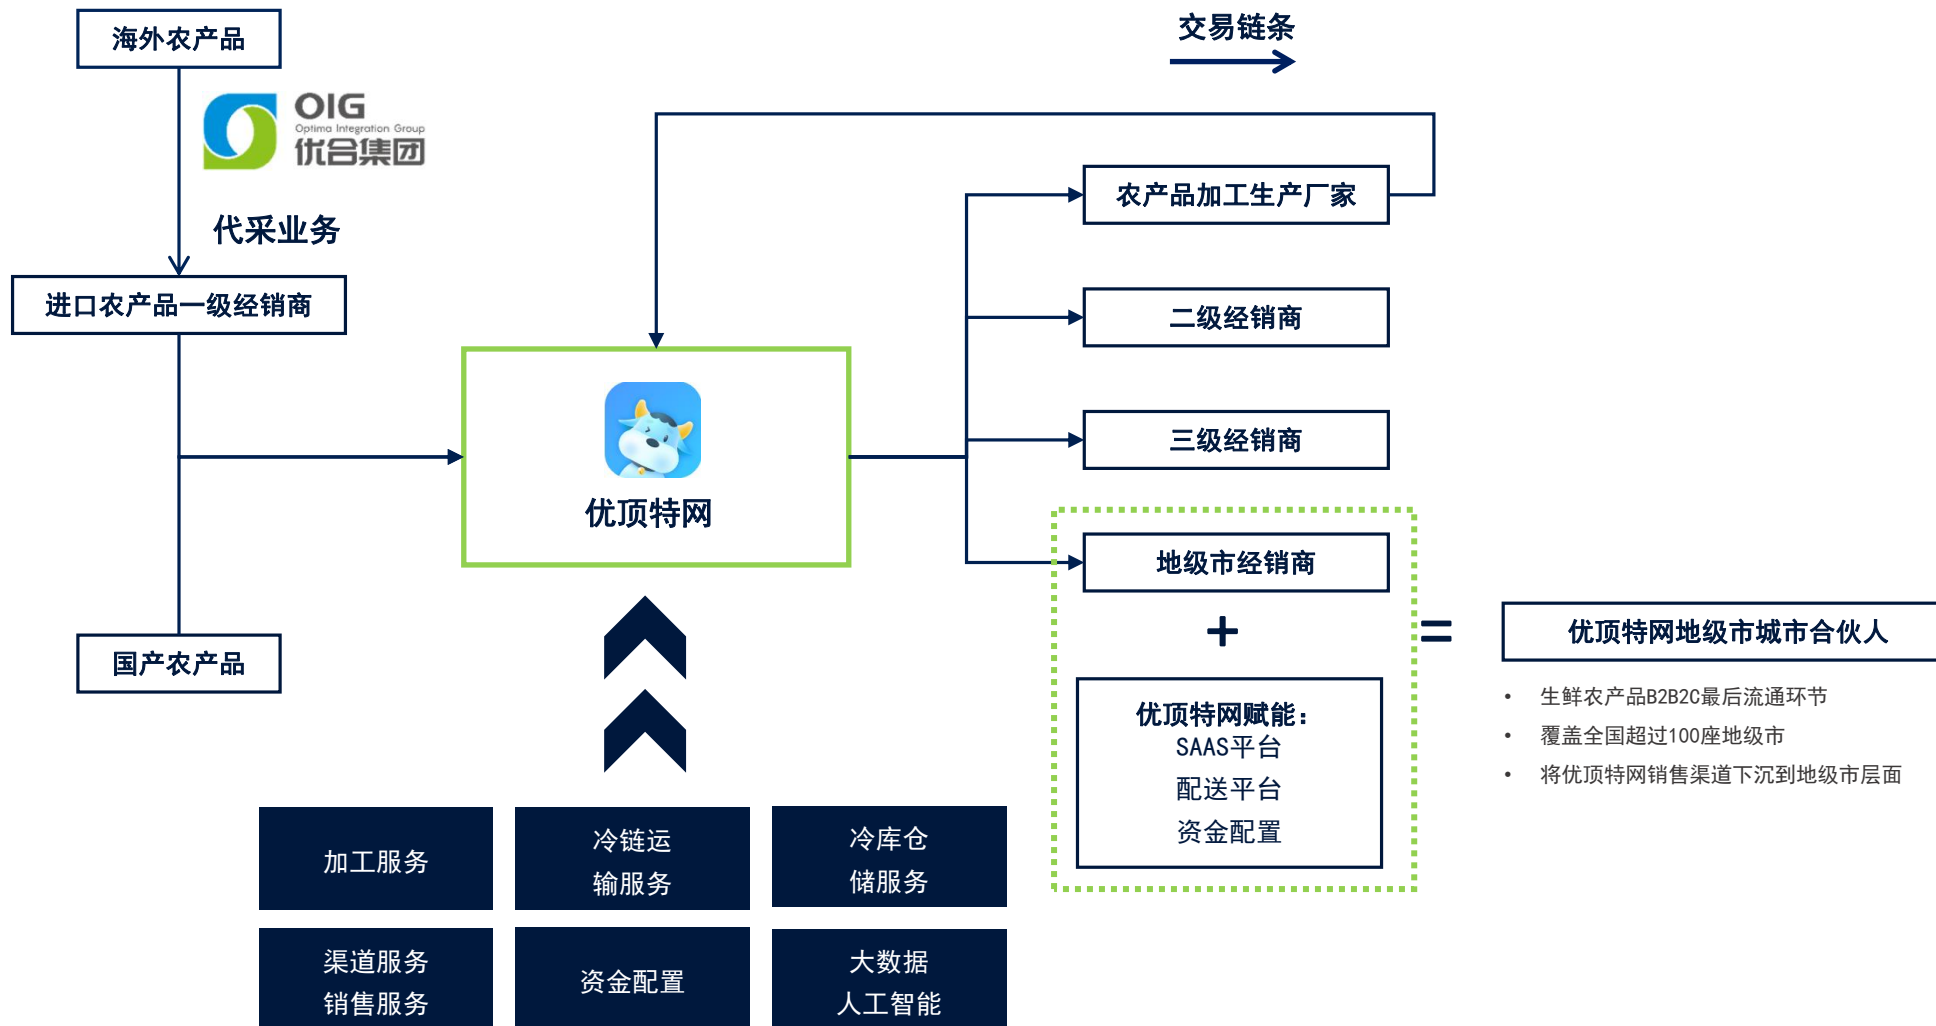 海外农产品
OIG
Optima Integration Group
优合集团
代采业务
进口农产品一级经销商
国产农产品
交易链条
优顶特网
农产品加工生产厂家
二级经销商
三级经销商
地级市经销商
+
优顶特网赋能：
SAAS平台
配送平台
资金配置
=
优顶特网地级市城市合伙人
• 生鲜农产品B2B2C最后流通环节
• 覆盖全国超过100座地级市
• 将优顶特网销售渠道下沉到地级市层面
加工服务
冷链运
输服务
冷库仓
储服务
渠道服务
销售服务
资金配置
大数据
人工智能